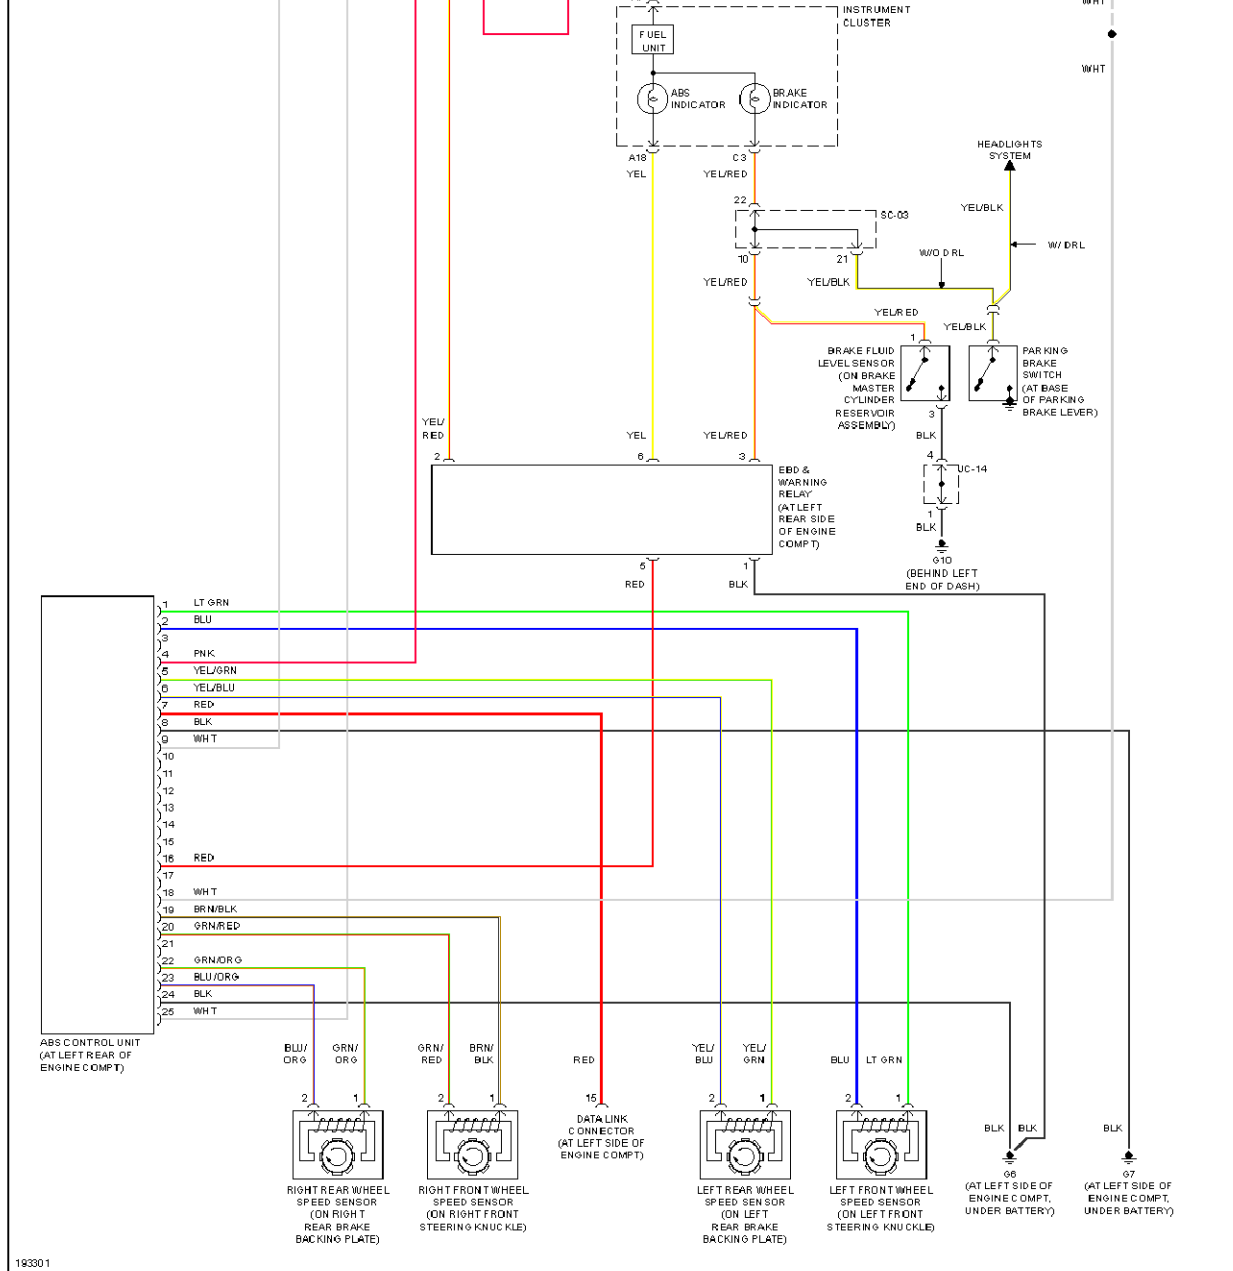 WHT
INSTRUMENT
CLUSTER
FUEL
UNIT
WHT
ABS
INDICATOR
BRAKE
INDICATOR
HEADLIGHTS
SYSTEM
A18
C3
YEL
YEL/RED
22
SC-03
YEL/BLK
W/ DRL
W/O DRL
10
21
YEL/RED
YEL/BLK
YEL/RED
YEL/BLK
1
BRAKE FLUID
LEVEL SENSOR
(ON BRAKE
MASTER
CYLINDER
RESERVOIR
ASSEMBLY)
PARKING
BRAKE
SWITCH
(AT BASE
OF PARKING
BRAKE LEVER)
3
BLK
YEL/
RED
YEL
YEL/RED
2
6
3
4
UC-14
1
BLK
G10
(BEHIND LEFT
END OF DASH)
EBD &
WARNING
RELAY
(AT LEFT
REAR SIDE
OF ENGINE
COMPT)
5
1
RED
BLK
1 LT GRN
2 BLU
3
4 PNK
5 YEL/GRN
6 YEL/BLU
7 RED
8 BLK
9 WHT
10
11
12
13
14
15
16 RED
17
18 WHT
19 BRN/BLK
20 GRN/RED
21
22 GRN/ORG
23 BLU/ORG
24 BLK
25 WHT
ABS CONTROL UNIT
(AT LEFT REAR OF
ENGINE COMPT)
BLU/
ORG
GRN/
ORG
GRN/
RED
BRN/
BLK
RED
YEL/
BLU
YEL/
GRN
BLU
LT GRN
2
1
2
1
15
2
1
2
1
BLK
BLK
BLK
RIGHT REAR WHEEL
SPEED SENSOR
(ON RIGHT
REAR BRAKE
BACKING PLATE)
RIGHT FRONT WHEEL
SPEED SENSOR
(ON RIGHT FRONT
STEERING KNUCKLE)
DATA LINK
CONNECTOR
(AT LEFT SIDE OF
ENGINE COMPT)
LEFT REAR WHEEL
SPEED SENSOR
(ON LEFT
REAR BRAKE
BACKING PLATE)
LEFT FRONT WHEEL
SPEED SENSOR
(ON LEFT FRONT
STEERING KNUCKLE)
G6
(AT LEFT SIDE OF
ENGINE COMPT,
UNDER BATTERY)
G7
(AT LEFT SIDE OF
ENGINE COMPT,
UNDER BATTERY)
193301